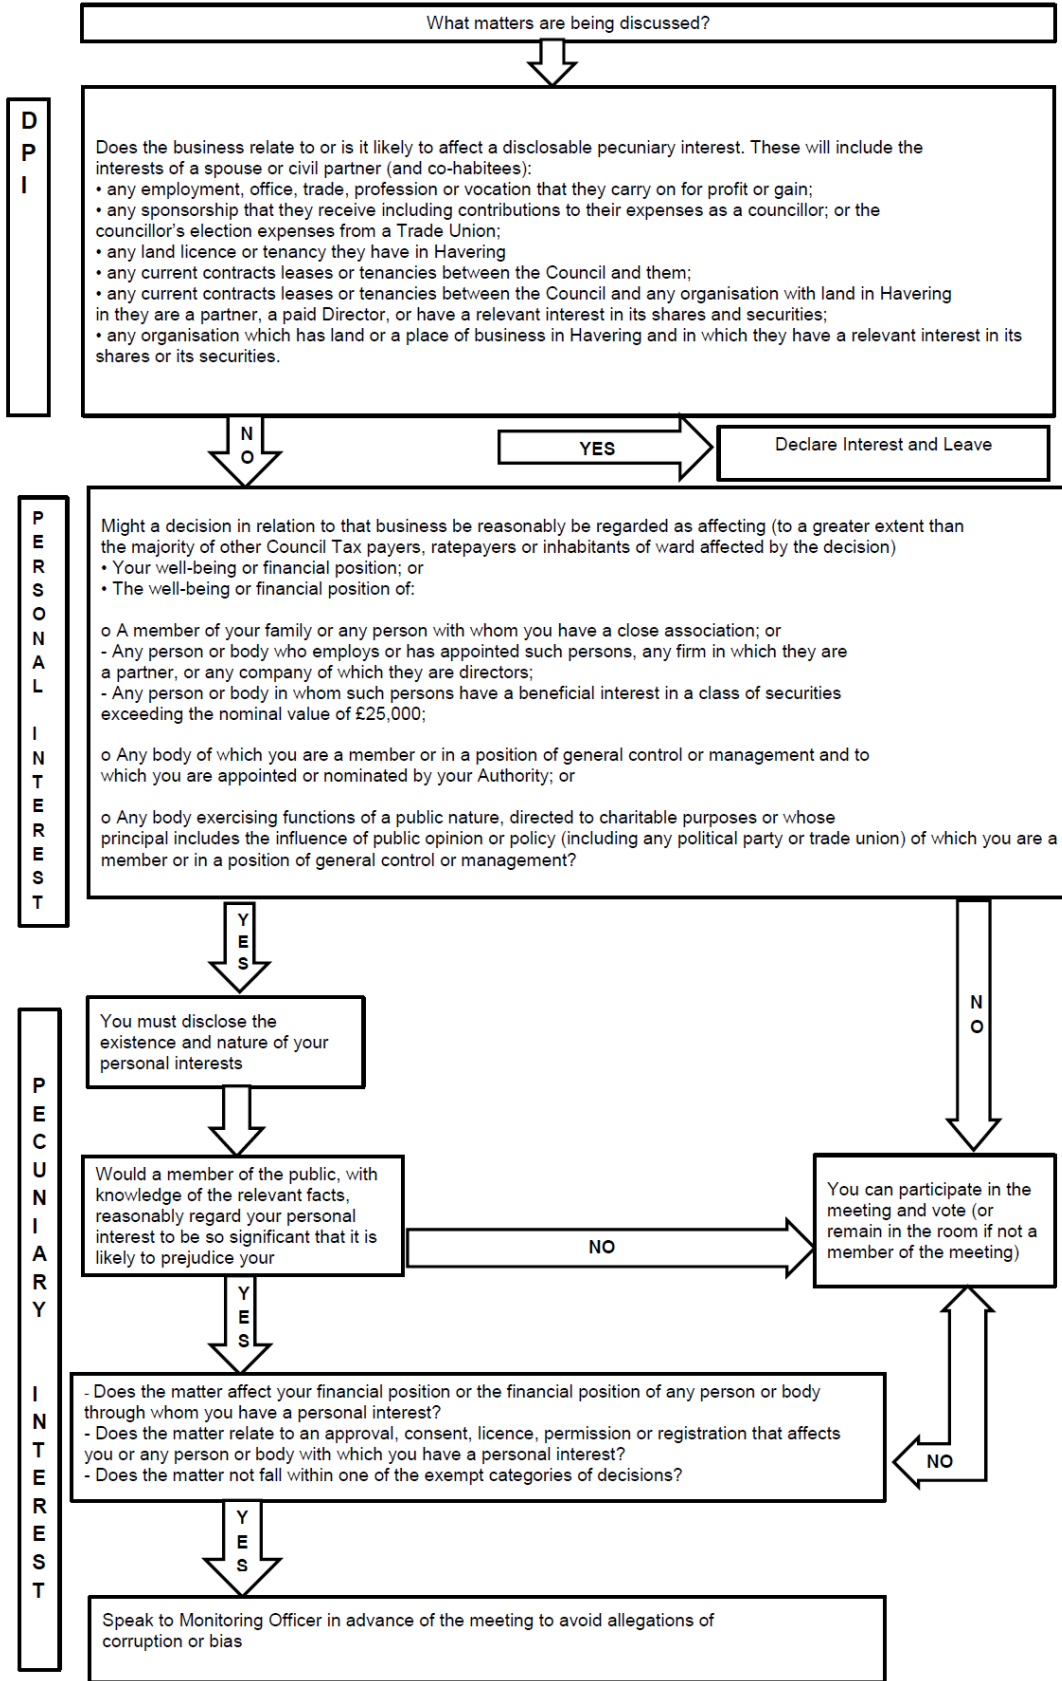 What matters are being discussed?
D
P
I
Does the business relate to or is it likely to affect a disclosable pecuniary interest. These will include the
interests of a spouse or civil partner (and co-habitees):
• any employment, office, trade, profession or vocation that they carry on for profit or gain;
• any sponsorship that they receive including contributions to their expenses as a councillor; or the
councillor's election expenses from a Trade Union;
• any land licence or tenancy they have in Havering
• any current contracts leases or tenancies between the Council and them;
• any current contracts leases or tenancies between the Council and any organisation with land in Havering
in they are a partner, a paid Director, or have a relevant interest in its shares and securities;
• any organisation which has land or a place of business in Havering and in which they have a relevant interest in its
shares or its securities.
N
O
YES
Declare Interest and Leave
P
E
R
S
O
N
A
L
I
N
T
E
R
E
S
T
Might a decision in relation to that business be reasonably be regarded as affecting (to a greater extent than
the majority of other Council Tax payers, ratepayers or inhabitants of ward affected by the decision)
• Your well-being or financial position; or
• The well-being or financial position of:
o A member of your family or any person with whom you have a close association; or
- Any person or body who employs or has appointed such persons, any firm in which they are
a partner, or any company of which they are directors;
- Any person or body in whom such persons have a beneficial interest in a class of securities
exceeding the nominal value of £25,000;
o Any body of which you are a member or in a position of general control or management and to
which you are appointed or nominated by your Authority; or
o Any body exercising functions of a public nature, directed to charitable purposes or whose
principal includes the influence of public opinion or policy (including any political party or trade union) of which you are a
member or in a position of general control or management?
Y
E
S
N
O
P
E
C
U
N
I
A
R
Y
I
N
T
E
R
E
S
T
You must disclose the
existence and nature of your
personal interests
Would a member of the public, with
knowledge of the relevant facts,
reasonably regard your personal
interest to be so significant that it is
likely to prejudice your
NO
You can participate in the
meeting and vote (or
remain in the room if not a
member of the meeting)
Y
E
S
- Does the matter affect your financial position or the financial position of any person or body
through whom you have a personal interest?
- Does the matter relate to an approval, consent, licence, permission or registration that affects
you or any person or body with which you have a personal interest?
- Does the matter not fall within one of the exempt categories of decisions?
NO
Y
E
S
Speak to Monitoring Officer in advance of the meeting to avoid allegations of
corruption or bias